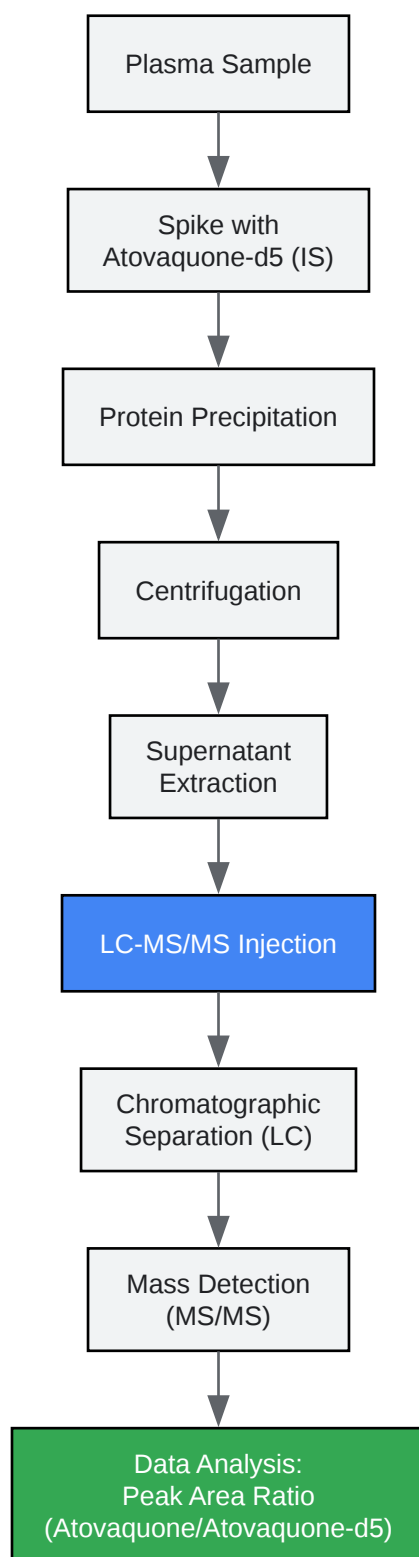 Plasma Sample
Spike with
Atovaquone-d5 (IS)
Protein Precipitation
Centrifugation
Supernatant
Extraction
LC-MS/MS Injection
Chromatographic
Separation (LC)
Mass Detection
(MS/MS)
Data Analysis:
Peak Area Ratio
(Atovaquone/Atovaquone-d5)